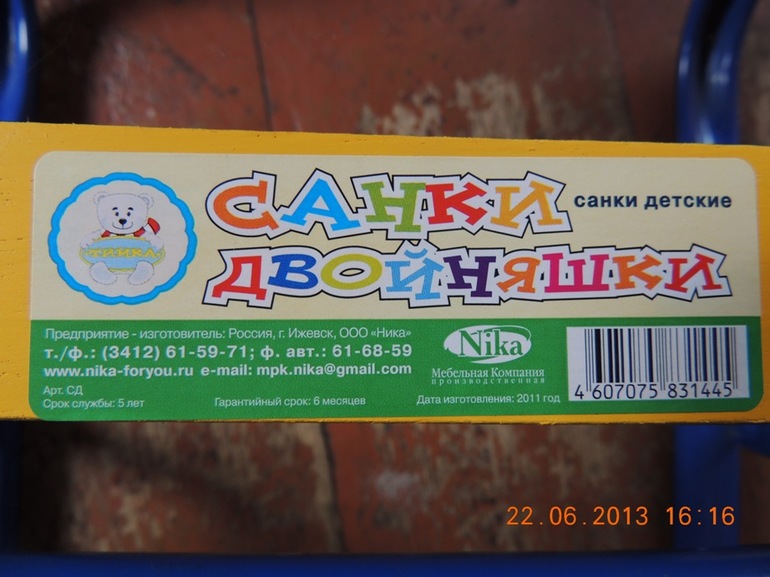 САНКИ
санки детские
ДВОЙНЯШКИ
ТИМКА
Предприятие - изготовитель: Россия, г. Ижевск, ООО «Ника»
т./ф.: (3412) 61-59-71; ф. авт.: 61-68-59
www.nika-foryou.ru e-mail: mpk.nika@gmail.com
Арт. СД
Срок службы: 5 лет
Гарантийный срок: 6 месяцев
Дата изготовления: 2011 год
Nika
Мебельная Компания
производственная
4 607075 831445
22.06.2013 16:16